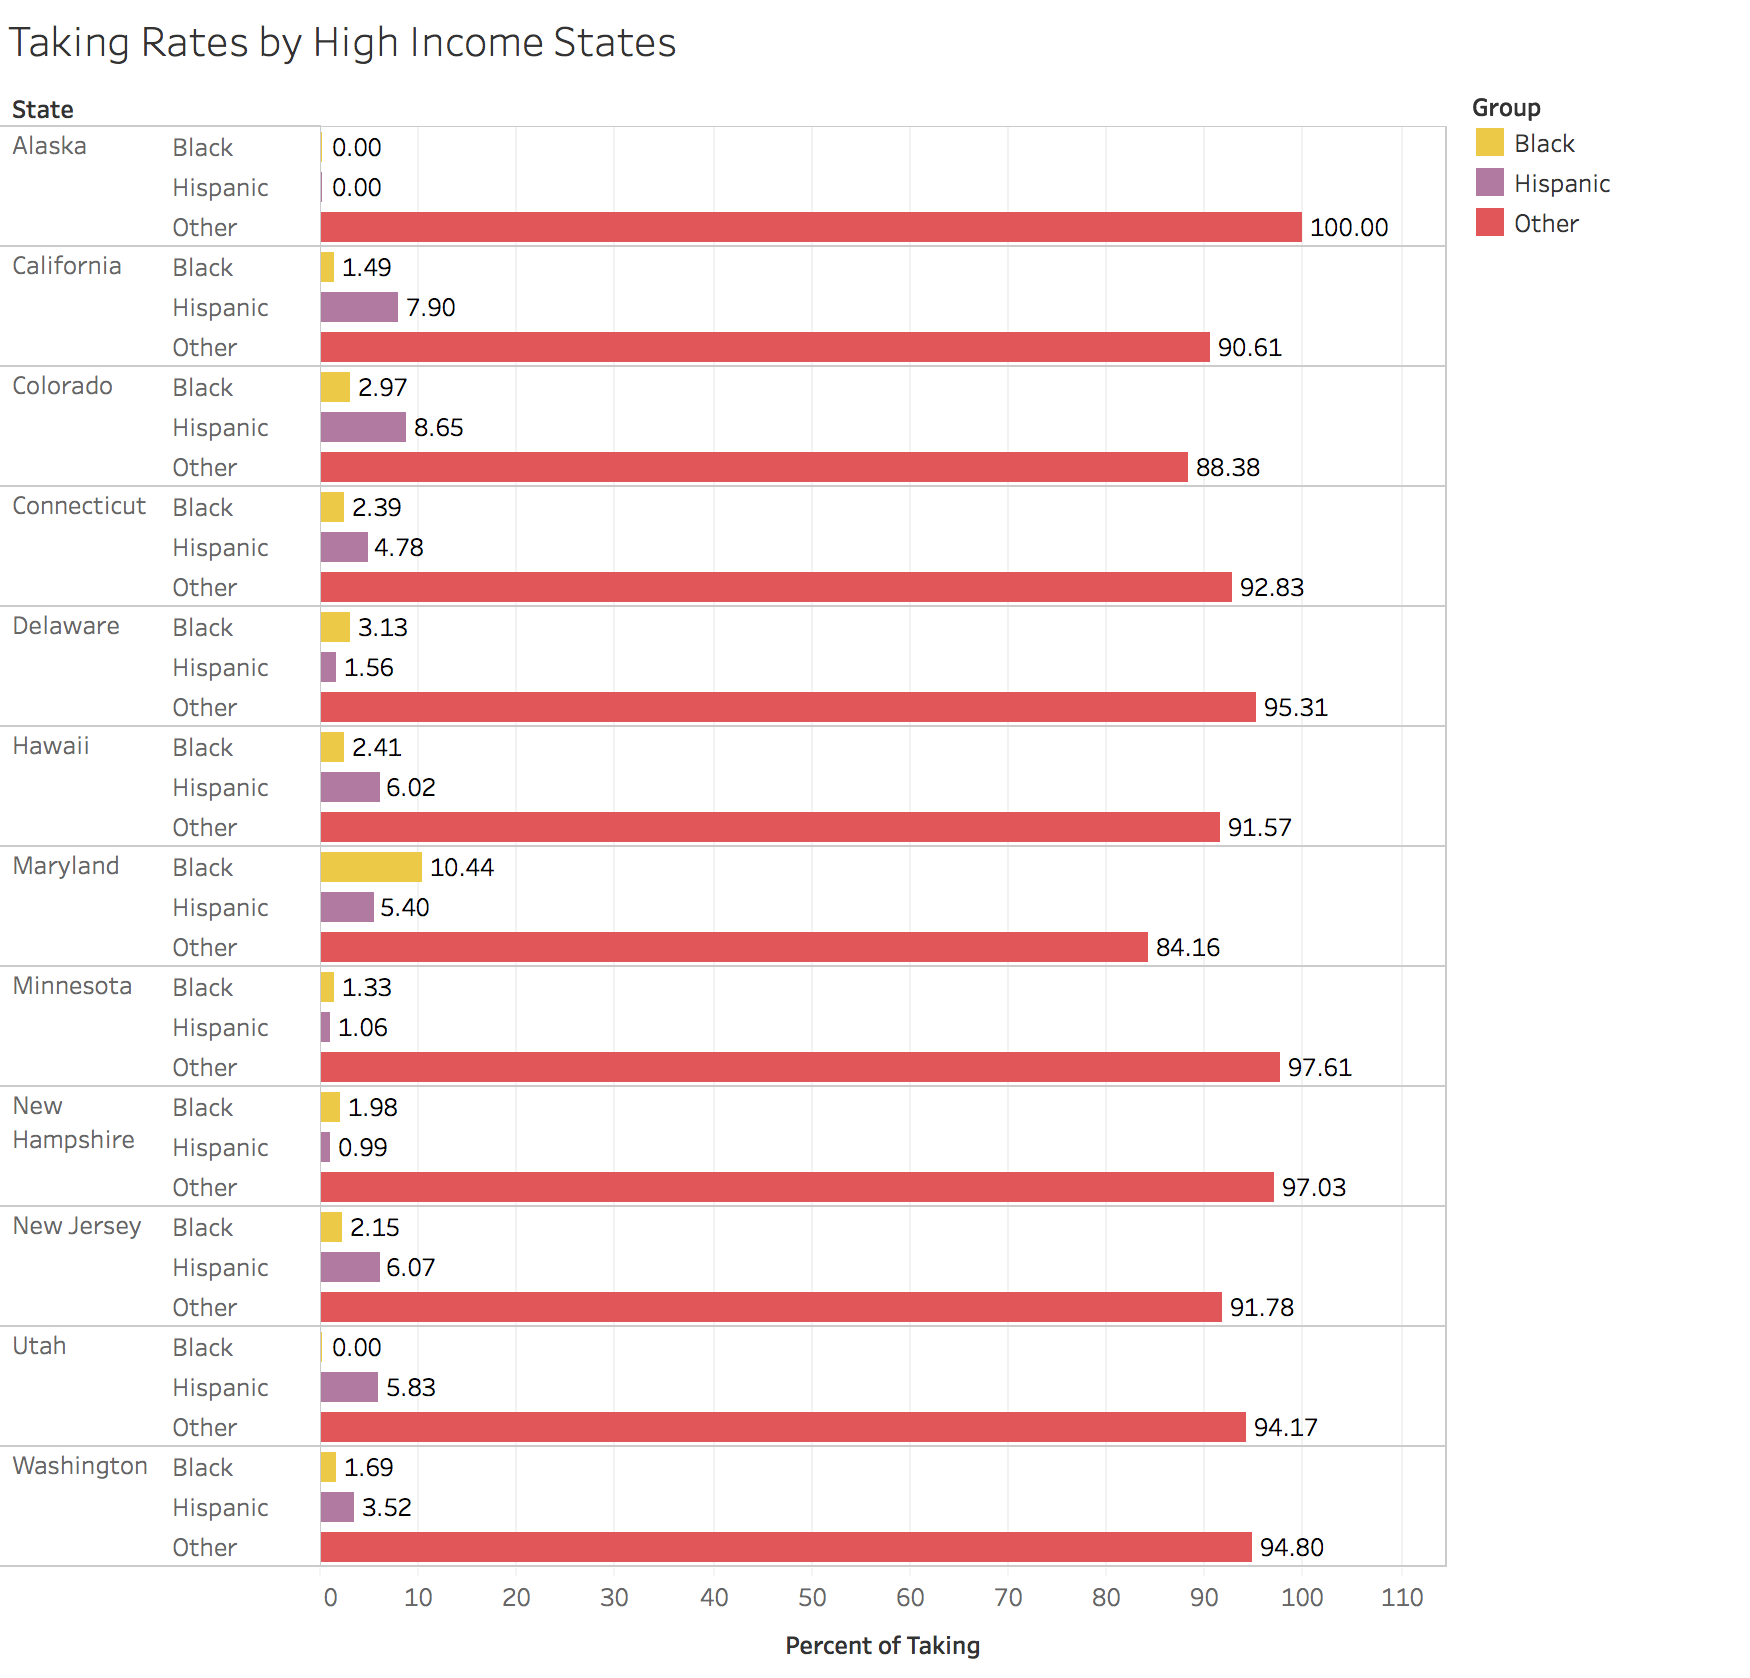 Taking Rates by High Income States
State
Group
Black
Hispanic
Other
Alaska Black 0.00
Hispanic 0.00
Other 100.00
California Black 1.49
Hispanic 7.90
Other 90.61
Colorado Black 2.97
Hispanic 8.65
Other 88.38
Connecticut Black 2.39
Hispanic 4.78
Other 92.83
Delaware Black 3.13
Hispanic 1.56
Other 95.31
Hawaii Black 2.41
Hispanic 6.02
Other 91.57
Maryland Black 10.44
Hispanic 5.40
Other 84.16
Minnesota Black 1.33
Hispanic 1.06
Other 97.61
New Black 1.98
Hampshire Hispanic 0.99
Other 97.03
New Jersey Black 2.15
Hispanic 6.07
Other 91.78
Utah Black 0.00
Hispanic 5.83
Other 94.17
Washington Black 1.69
Hispanic 3.52
Other 94.80
0 10 20 30 40 50 60 70 80 90 100 110
Percent of Taking